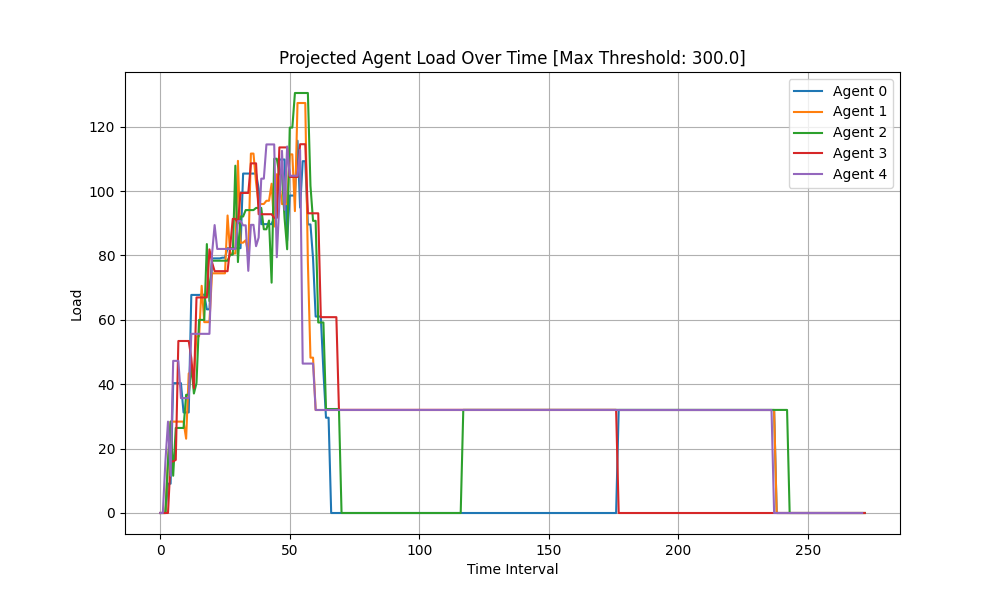 Projected Agent Load Over Time [Max Threshold: 300.0]
Agent 0
Agent 1
Agent 2
Agent 3
Agent 4
120
100
80
60
40
20
0
Load
0 50 100 150 200 250
Time Interval